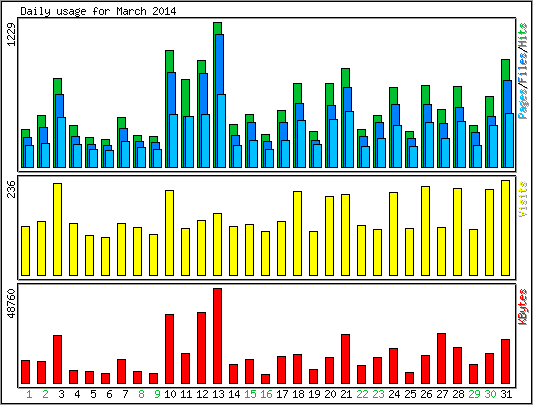 Daily usage for March 2014
1229
Pages/Files/Hits
236
Visits
48760
KBytes
1 2 3 4 5 6 7 8 9 10 11 12 13 14 15 16 17 18 19 20 21 22 23 24 25 26 27 28 29 30 31